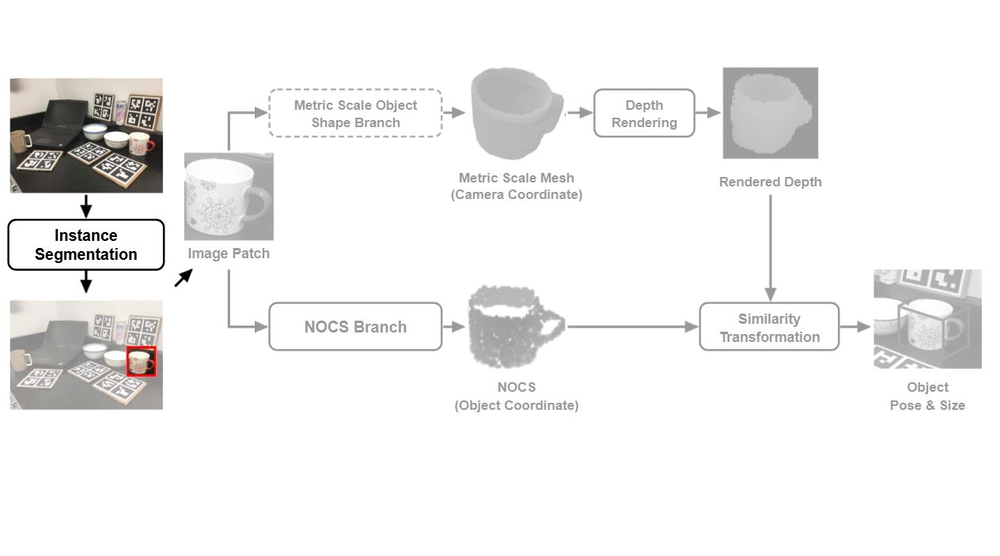 Instance
Segmentation
Image Patch
Metric Scale Object
Shape Branch
Metric Scale Mesh
(Camera Coordinate)
Depth
Rendering
Rendered Depth
NOCS Branch
NOCS
(Object Coordinate)
Similarity
Transformation
Object
Pose & Size